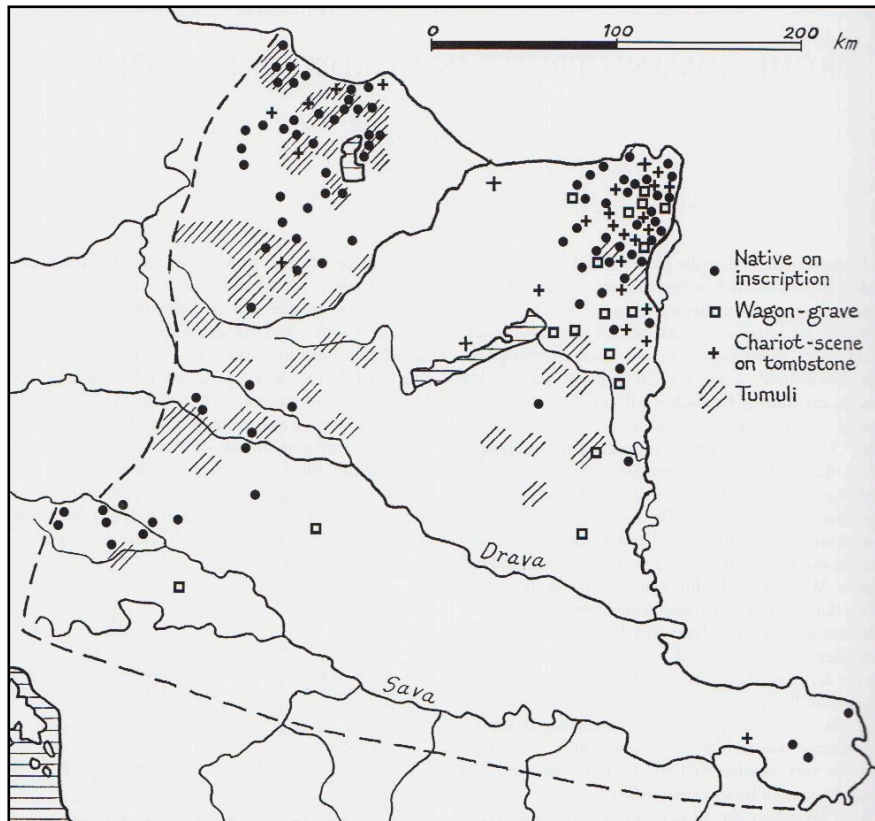 0 100 200 km
Native on
inscription
Wagon-grave
Chariot-scene
on tombstone
Tumuli
Drava
Sava